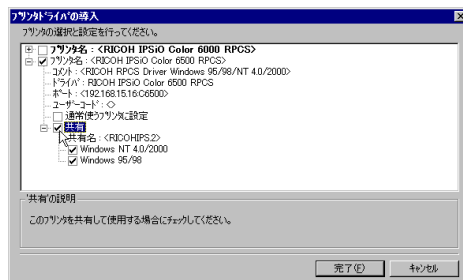 プリンタドライバの導入
プリンタの選択と設定を行ってください。
プリンタ名 : <RICOH IPSiO Color 6000 RPCS>
プリンタ名 : <RICOH IPSiO Color 6500 RPCS>
コメント : <RICOH RPCS Driver Windows 95/98/NT 4.0/2000>
ドライバ : RICOH IPSiO Color 6500 RPCS
ポート : <192.168.15.16:C6500>
ユーザーコード : <>
通常使うプリンタに設定
共有
共有名 : <RICOHIPS.2>
Windows NT 4.0/2000
Windows 95/98
'共有'の説明
このプリンタを共有して使用する場合にチェックしてください。
完了(F)
キャンセル